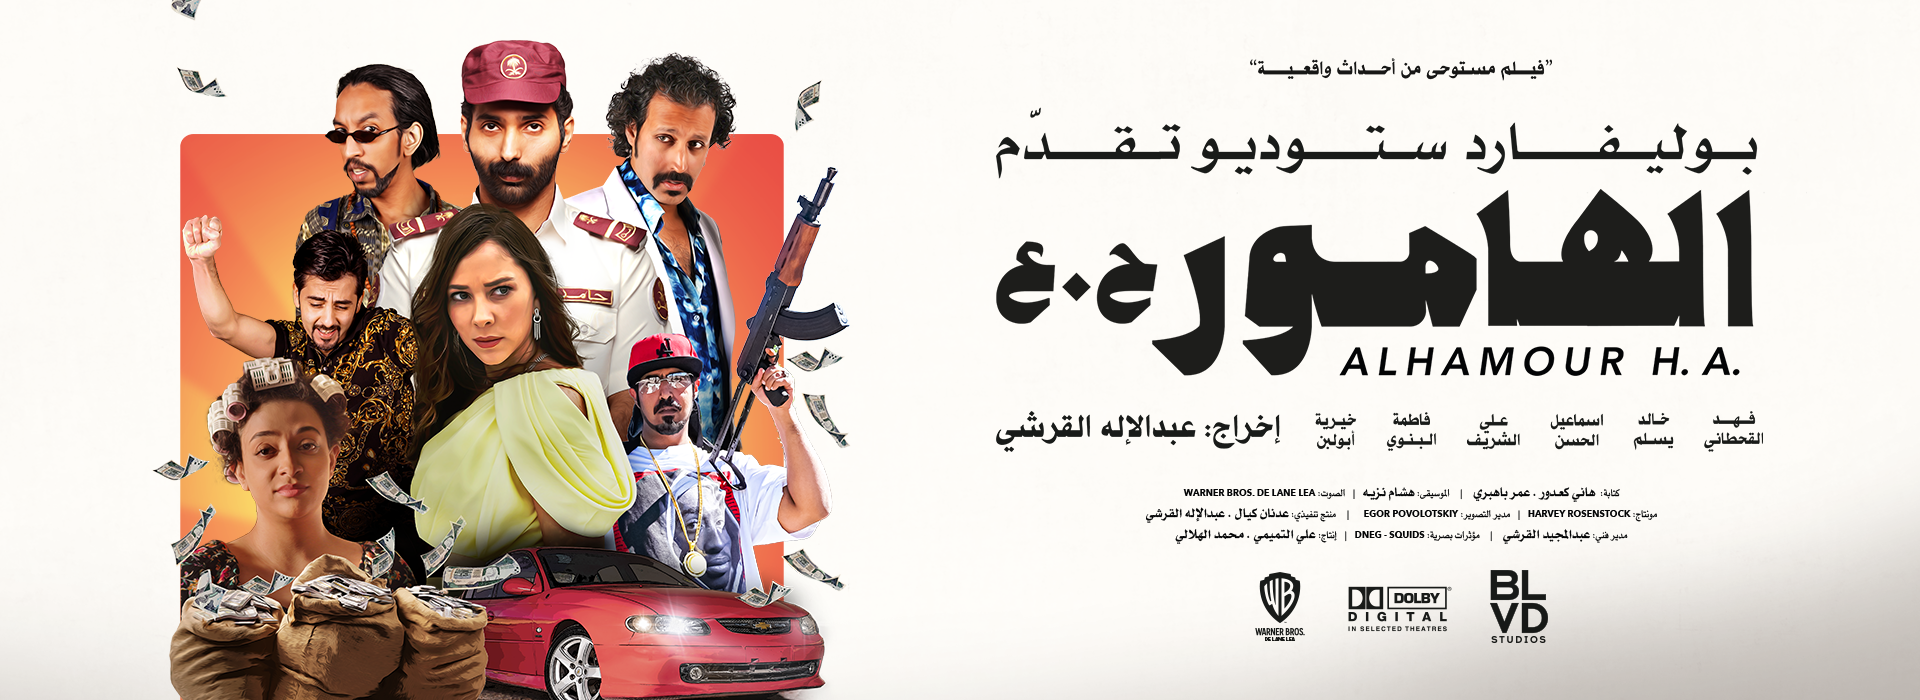 ”فيلم مستوحى من أحداث واقعية“
بوليفارد ستوديو تقدّم
الهامور ح.ع
ALHAMOUR H. A.
فهد القحطاني
خالد يسلم
اسماعيل الحسن
علي الشريف
فاطمة البنوي
خيرية أبولبن
إخراج: عبدالإله القرشي
كتابة: هاني كعدور . عمر باهبري | الموسيقى: هشام نزيه | الصوت: WARNER BROS. DE LANE LEA
مونتاج: HARVEY ROSENSTOCK | مدير التصوير: EGOR POVOLOTSKIY | منتج تنفيذي: عدنان كيال . عبدالإله القرشي
مدير فني: عبدالمجيد القرشي | مؤثرات بصرية: DNEG - SQUIDS | إنتاج: علي التميمي . محمد الهلالي
WB
WARNER BROS.
DE LANE LEA
DOLBY
DIGITAL
IN SELECTED THEATRES
BL
VD
STUDIOS
حامد